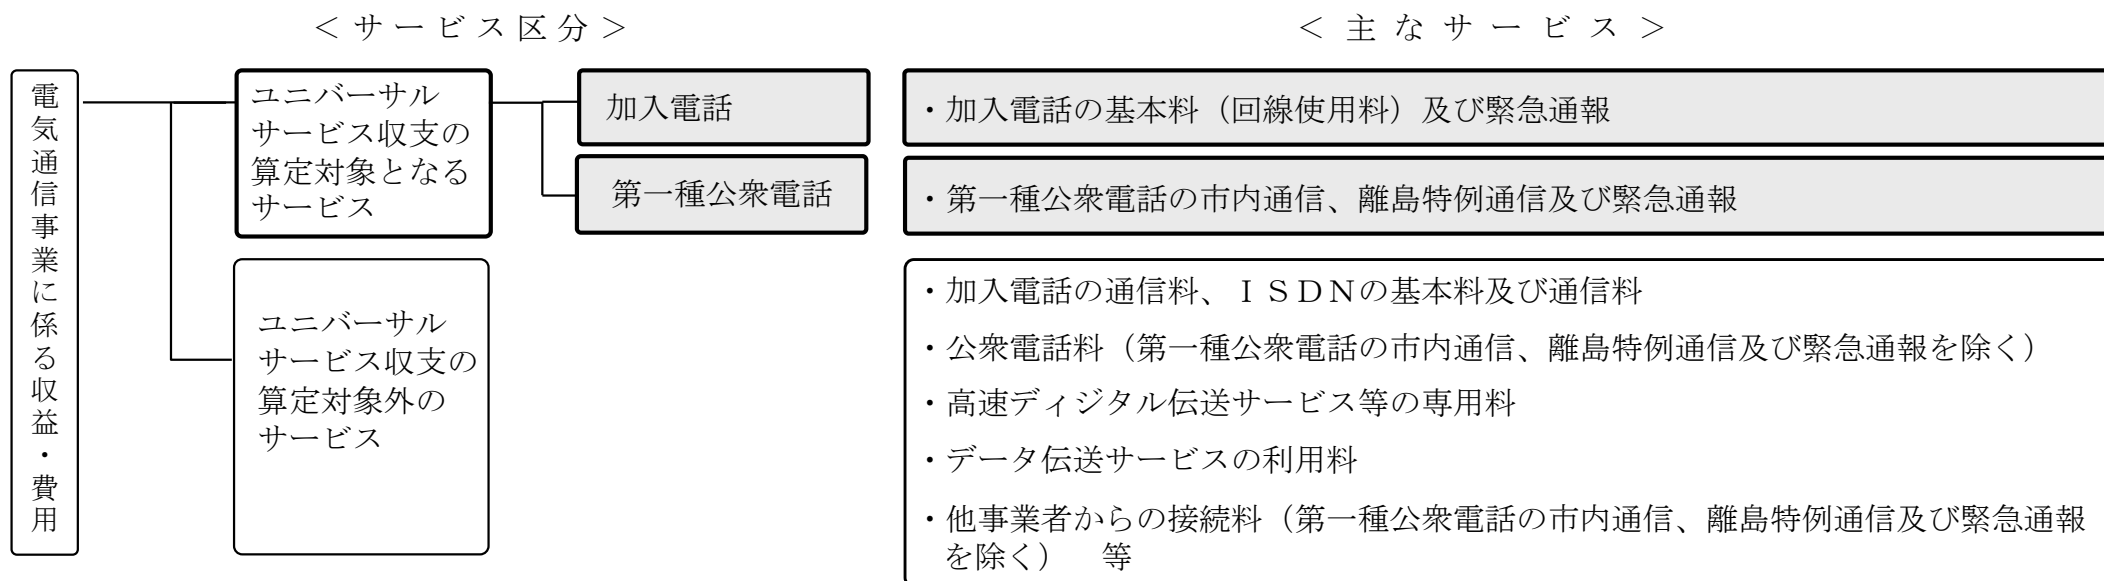 ＜サービス区分＞
＜主なサービス＞
電気通信事業に係る収益・費用
ユニバーサル
サービス収支の
算定対象となる
サービス
加入電話
・加入電話の基本料（回線使用料）及び緊急通報
第一種公衆電話
・第一種公衆電話の市内通信、離島特例通信及び緊急通報
ユニバーサル
サービス収支の
算定対象外の
サービス
・加入電話の通信料、ＩＳＤＮの基本料及び通信料
・公衆電話料（第一種公衆電話の市内通信、離島特例通信及び緊急通報を除く）
・高速ディジタル伝送サービス等の専用料
・データ伝送サービスの利用料
・他事業者からの接続料（第一種公衆電話の市内通信、離島特例通信及び緊急通報
を除く）　等